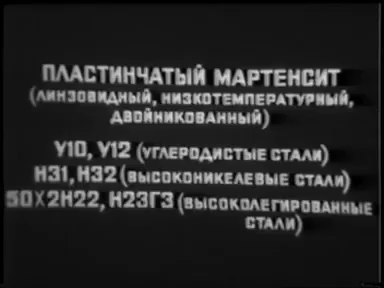 ПЛАСТИНЧАТЫЙ МАРТЕНСИТ
(ЛИНЗОВИДНЫЙ, НИЗКОТЕМПЕРАТУРНЫЙ,
ДВОЙНИКОВАННЫЙ)
У10, У12 (УГЛЕРОДИСТЫЕ СТАЛИ)
Н31, Н32 (ВЫСОКОНИКЕЛЕВЫЕ СТАЛИ)
50Х2Н22, Н23Г3 (ВЫСОКОЛЕГИРОВАННЫЕ
СТАЛИ)